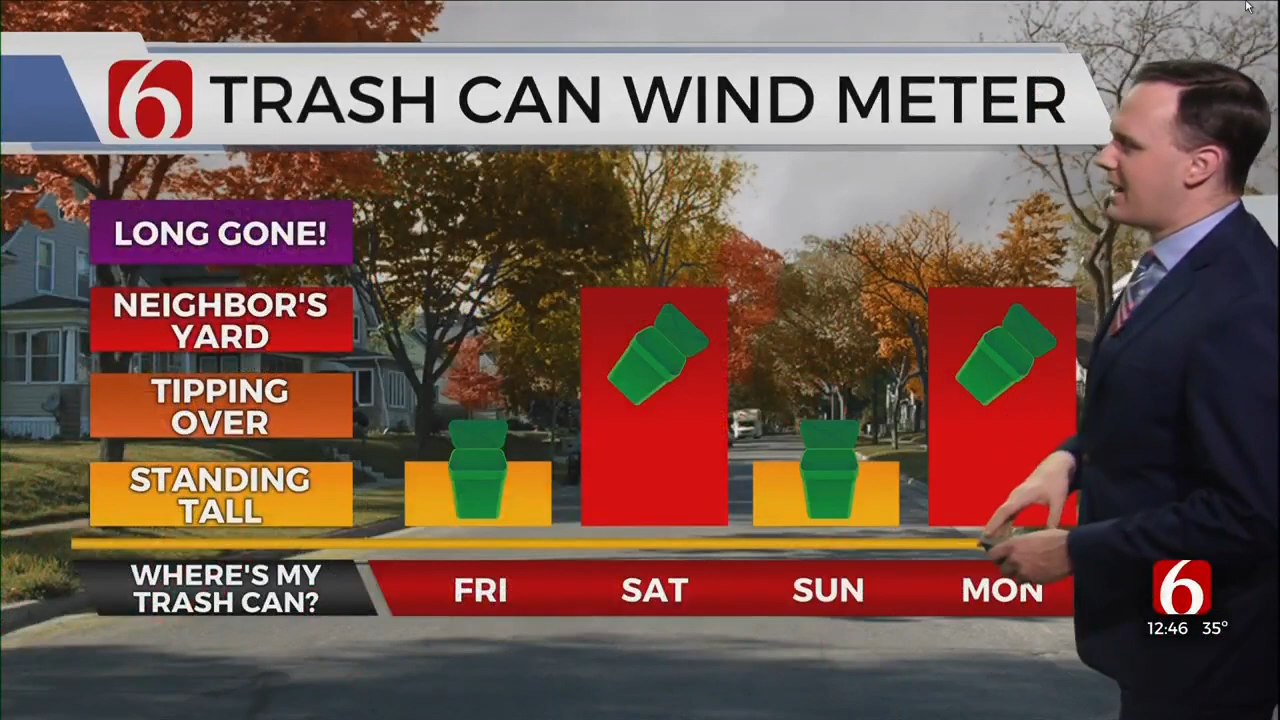 6 TRASH CAN WIND METER
LONG GONE!
NEIGHBOR'S
YARD
TIPPING
OVER
STANDING
TALL
WHERE'S MY
TRASH CAN?
FRI SAT SUN MON
6
12:46 35°